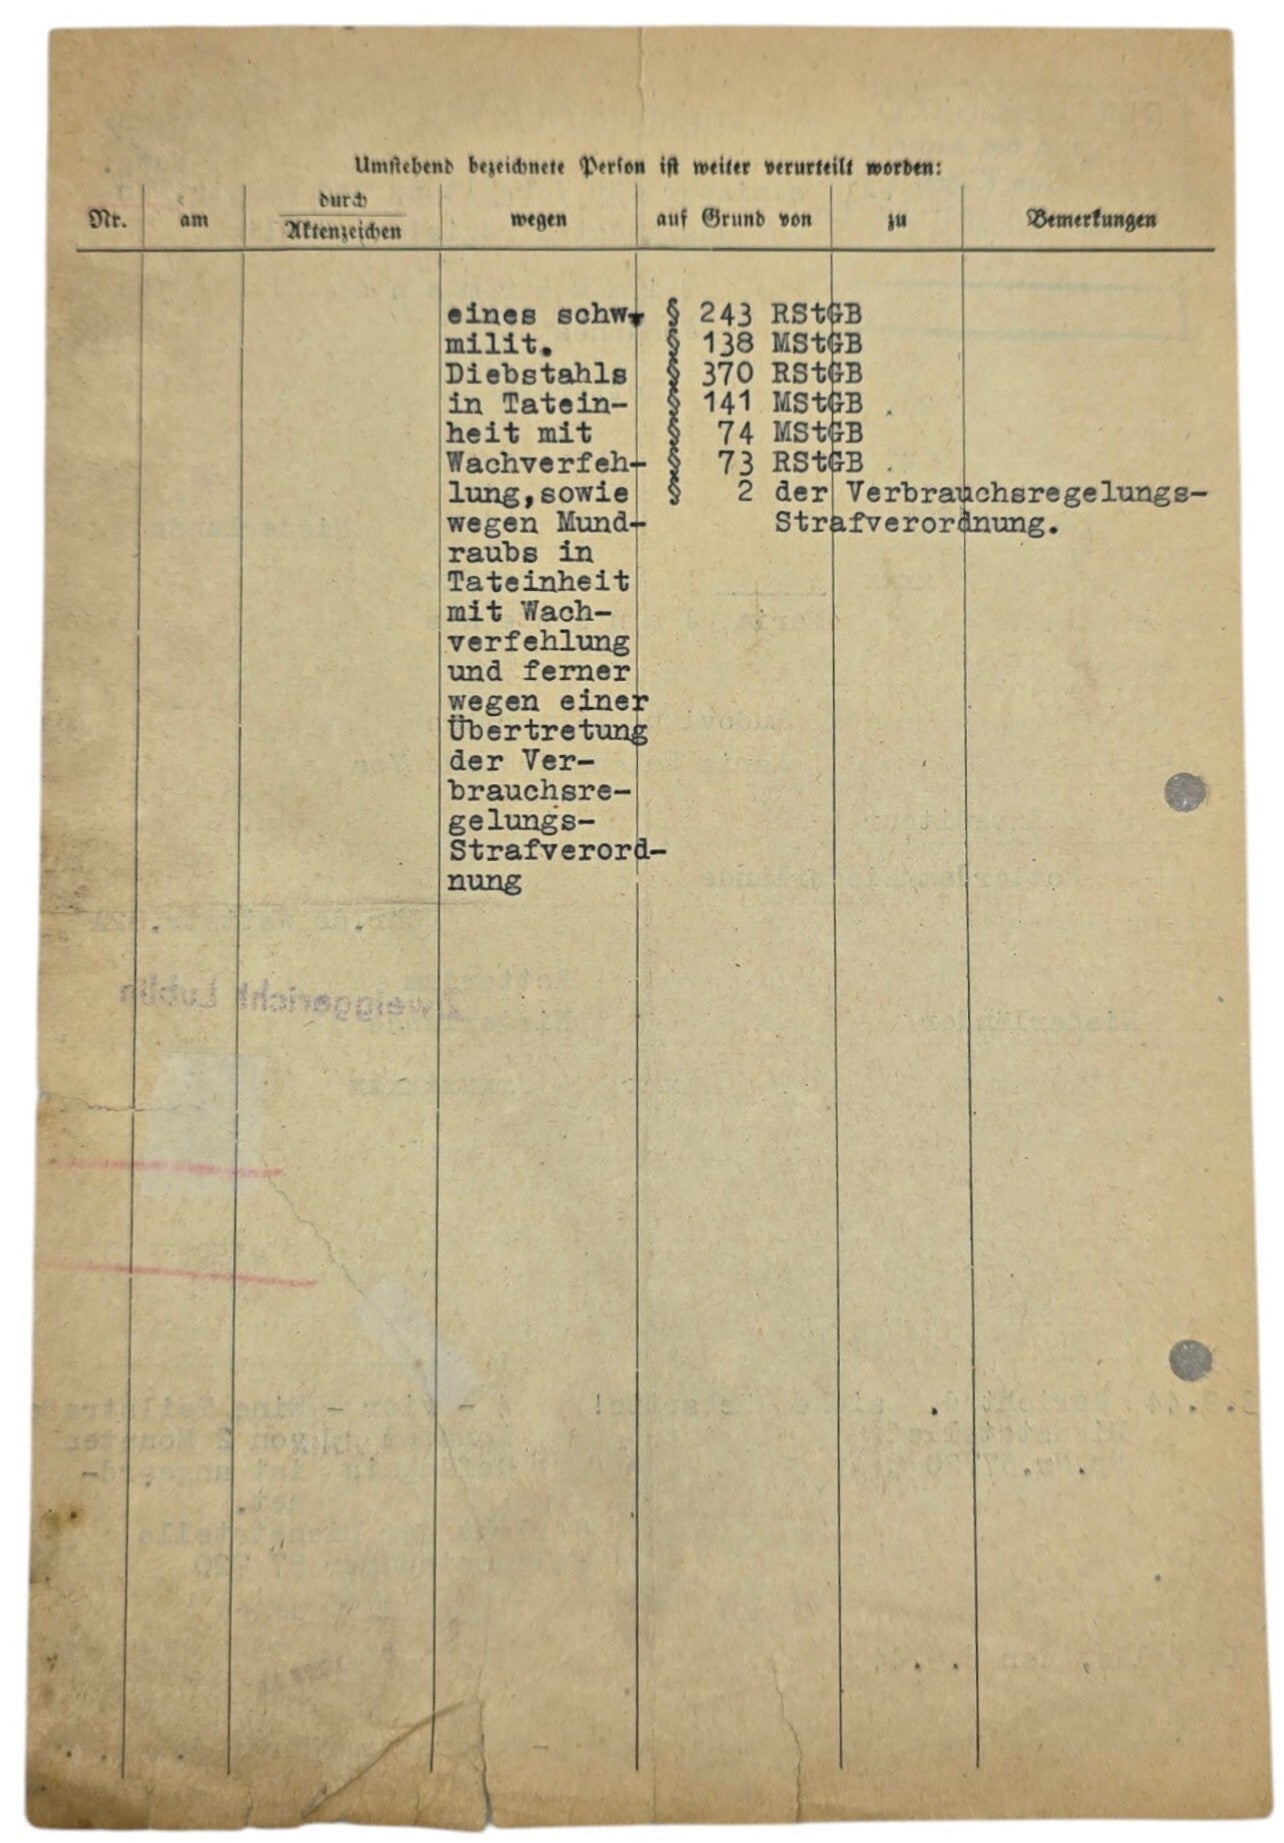 Umstehend bezeichnete Person ist weiter verurteilt worden:
Nr. am durch Aktenzeichen wegen auf Grund von zu Bemerkungen
eines schw. § 243 RStGB
milit. § 138 MStGB
Diebstahls § 370 RStGB
in Tatein- § 141 MStGB
heit mit § 74 MStGB
Wachverfeh- § 73 RStGB
lung,sowie § 2 der Verbrauchsregelungs-
wegen Mund- Strafverordnung.
raubs in
Tateinheit
mit Wach-
verfehlung
und ferner
wegen einer
Übertretung
der Ver-
brauchsre-
gelungs-
Strafverord-
nung
Zweiggericht Lublin